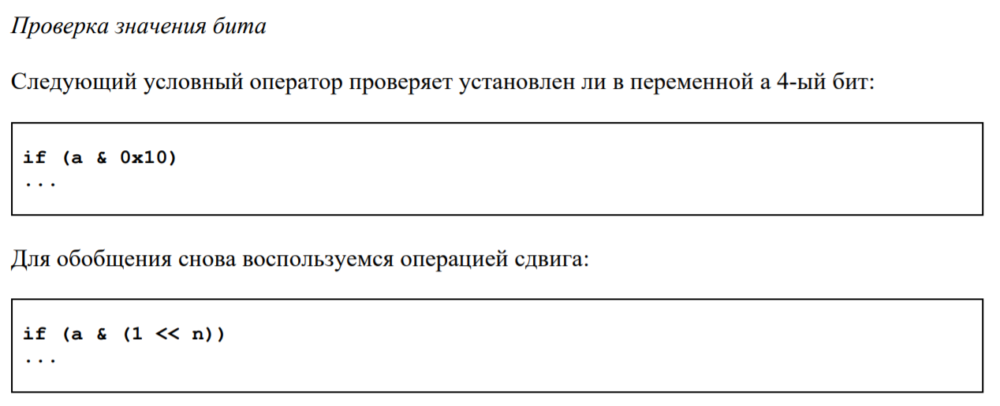 Проверка значения бита
Следующий условный оператор проверяет установлен ли в переменной a 4-ый бит:
if (a & 0x10)
...
Для обобщения снова воспользуемся операцией сдвига:
if (a & (1 << n))
...